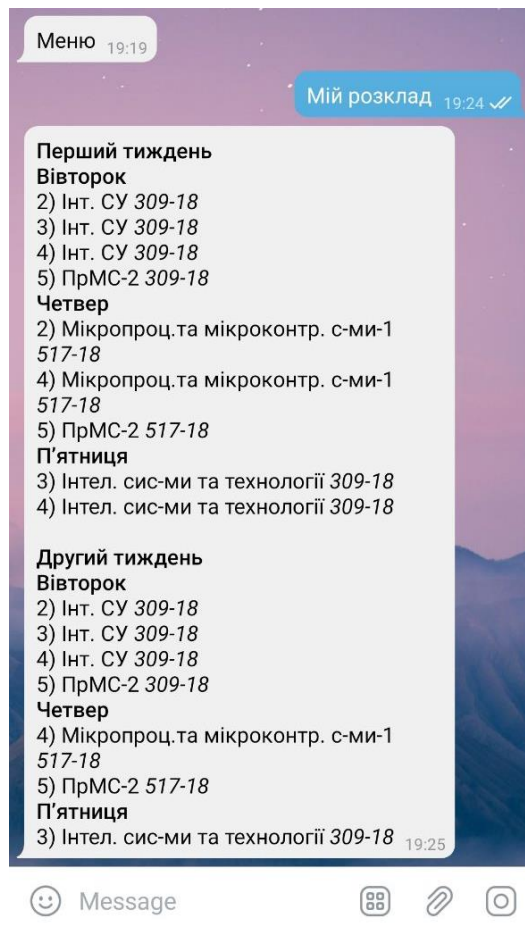 Меню 19:19
Мій розклад 19:24
Перший тиждень
Вівторок
2) Інт. СУ 309-18
3) Інт. СУ 309-18
4) Інт. СУ 309-18
5) ПрМС-2 309-18
Четвер
2) Мікропроц.та мікроконтр. с-ми-1
517-18
4) Мікропроц.та мікроконтр. с-ми-1
517-18
5) ПрМС-2 517-18
П'ятниця
3) Інтел. сис-ми та технології 309-18
4) Інтел. сис-ми та технології 309-18
Другий тиждень
Вівторок
2) Інт. СУ 309-18
3) Інт. СУ 309-18
4) Інт. СУ 309-18
5) ПрМС-2 309-18
Четвер
4) Мікропроц.та мікроконтр. с-ми-1
517-18
5) ПрМС-2 517-18
П'ятниця
3) Інтел. сис-ми та технології 309-18 19:25
Message